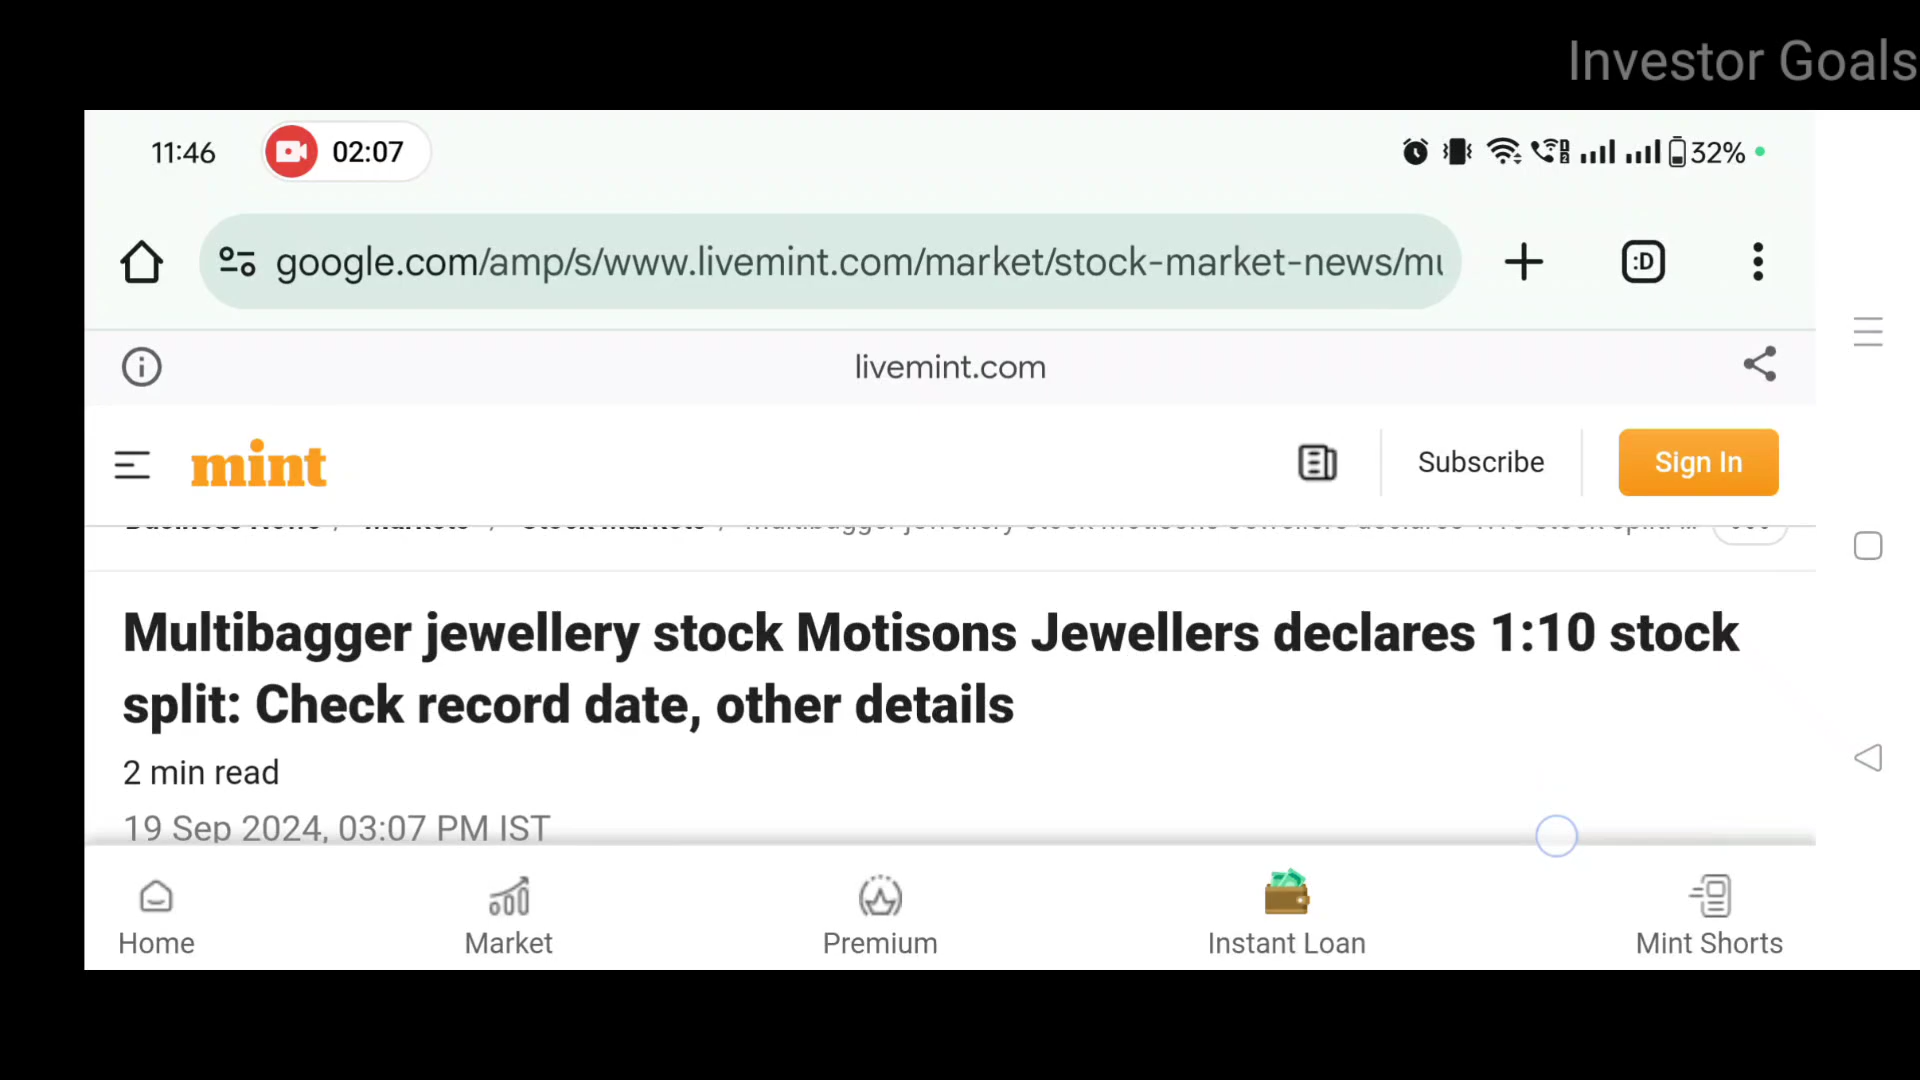 Investor Goals
11:46
02:07
32%
google.com/amp/s/www.livemint.com/market/stock-market-news/mu
:D
livemint.com
mint
Subscribe
Sign In
Multibagger jewellery stock Motisons Jewellers declares 1:10 stock
split: Check record date, other details
2 min read
19 Sep 2024, 03:07 PM IST
Home
Market
Premium
Instant Loan
Mint Shorts